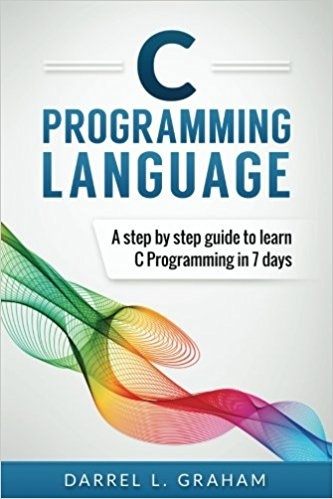 C
PROGRAMMING
LANGUAGE
A step by step guide to learn
C Programming in 7 days
DARREL L. GRAHAM